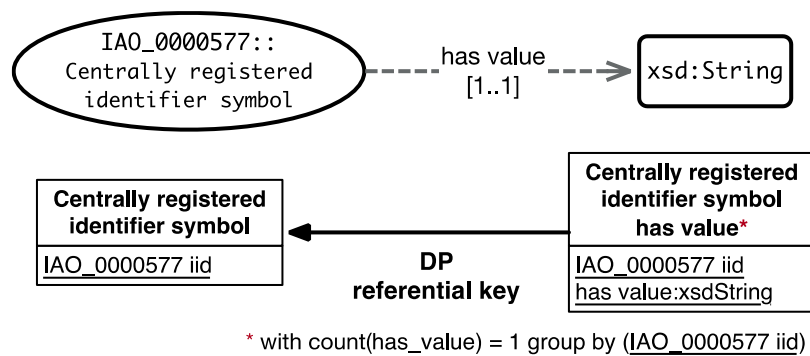 IAO_0000577::
Centrally registered
identifier symbol
has value
[1..1]
xsd:String
Centrally registered
identifier symbol
IAO_0000577 iid
DP
referential key
Centrally registered
identifier symbol
has value*
IAO_0000577 iid
has value:xsdString
* with count(has_value) = 1 group by (IAO_0000577 iid)